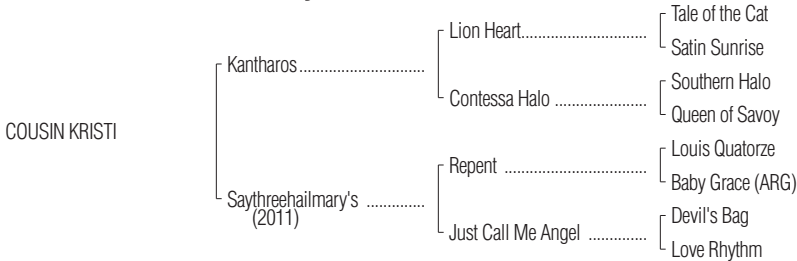 Tale of the Cat
Lion Heart..............................
Satin Sunrise
Kantharos..............................
Southern Halo
Contessa Halo ......................
Queen of Savoy
COUSIN KRISTI
Louis Quatorze
Repent ..................................
Baby Grace (ARG)
Saythreehailmary's ..............
(2011)
Devil's Bag
Just Call Me Angel ..............
Love Rhythm